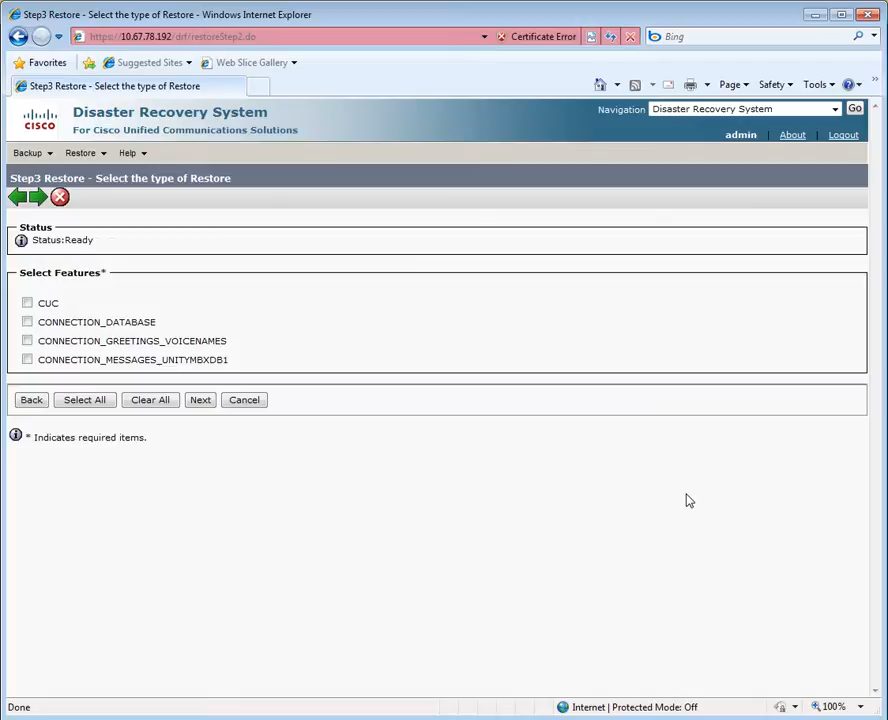 Step3 Restore - Select the type of Restore - Windows Internet Explorer
https://10.67.78.192/drf/restoreStep2.do
Certificate Error
Bing
Favorites
Suggested Sites
Web Slice Gallery
Step3 Restore - Select the type of Restore
Page
Safety
Tools
CISCO
Disaster Recovery System
For Cisco Unified Communications Solutions
Navigation
Disaster Recovery System
Go
admin
About
Logout
Backup
Restore
Help
Step3 Restore - Select the type of Restore
Status
Status:Ready
Select Features*
CUC
CONNECTION_DATABASE
CONNECTION_GREETINGS_VOICENAMES
CONNECTION_MESSAGES_UNITYMBXDB1
Back
Select All
Clear All
Next
Cancel
* Indicates required items.
Done
Internet | Protected Mode: Off
100%